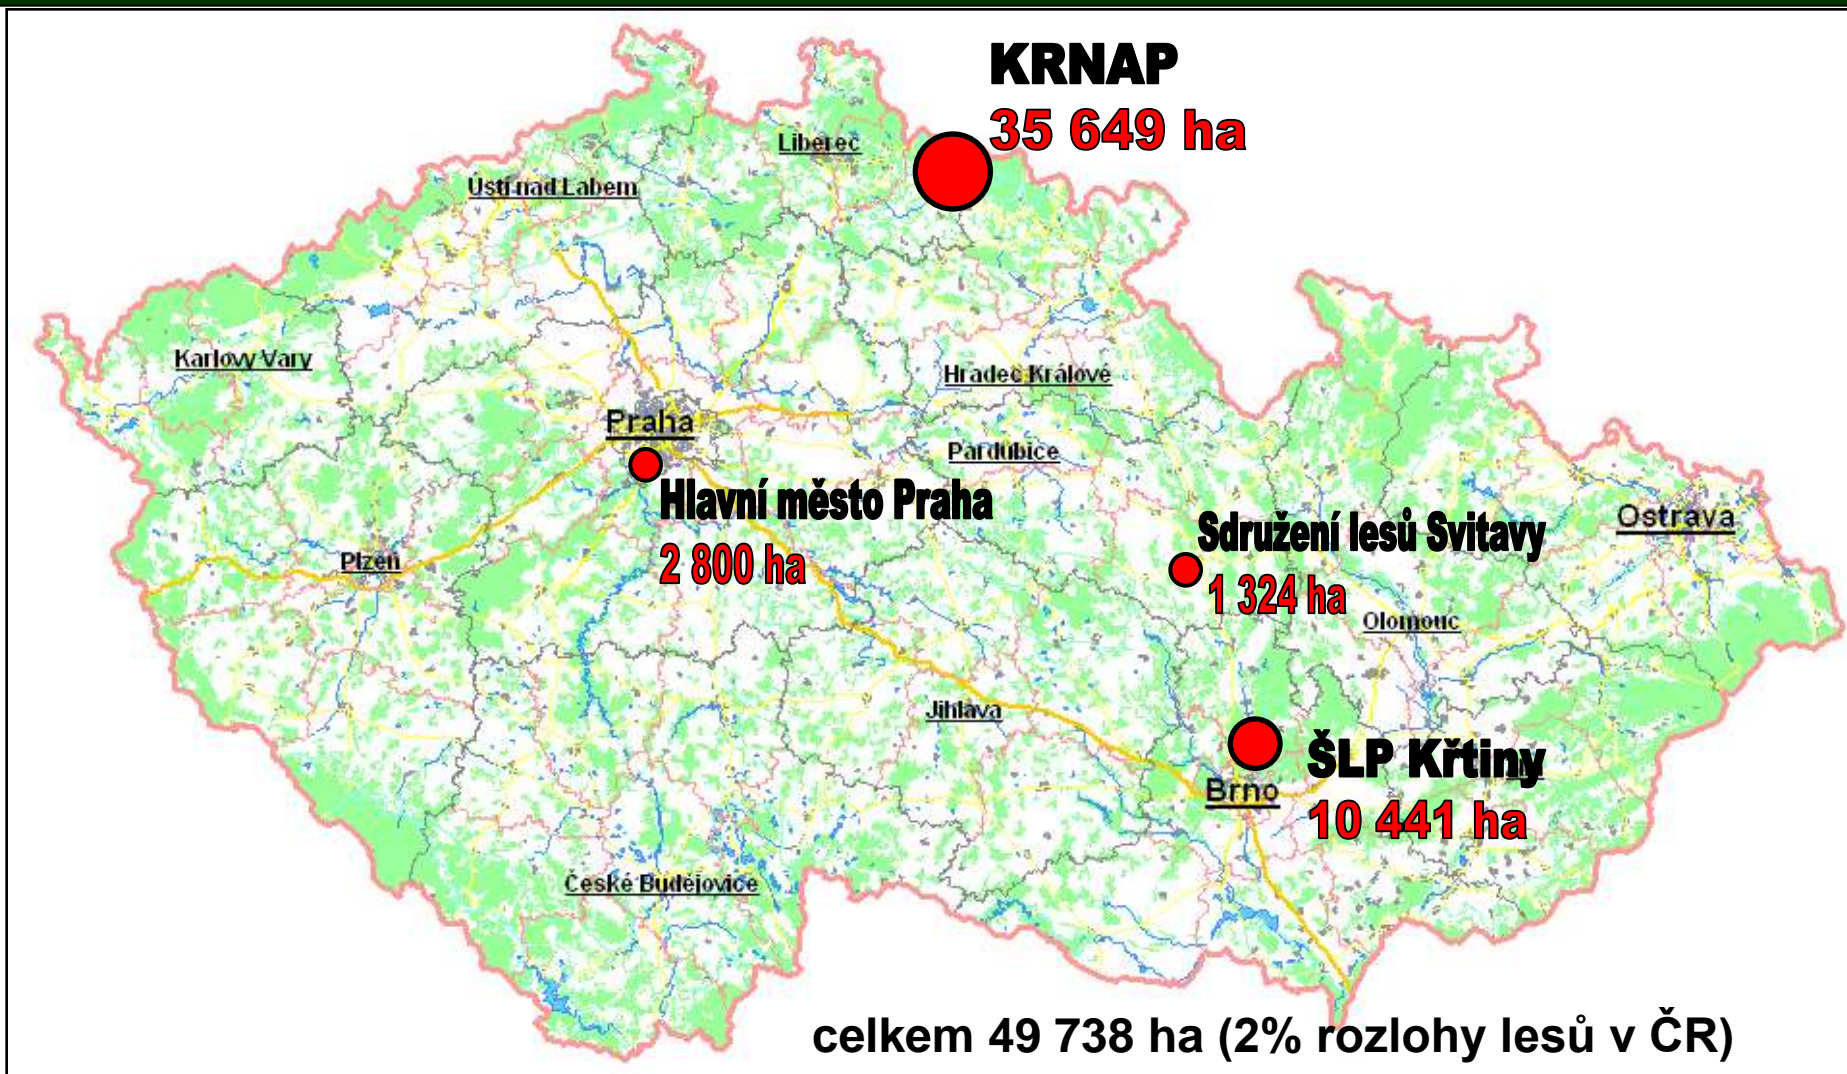 KRNAP
35 649 ha
Liberec
Ústí nad Labem
Karlovy Vary
Hradec Králové
Praha
Pardubice
Hlavní město Praha
2 800 ha
Sdružení lesů Svitavy
1 324 ha
Ostrava
Plzeň
Olomouc
Jihlava
ŠLP Křtiny
10 441 ha
Brno
České Budějovice
celkem 49 738 ha (2% rozlohy lesů v ČR)